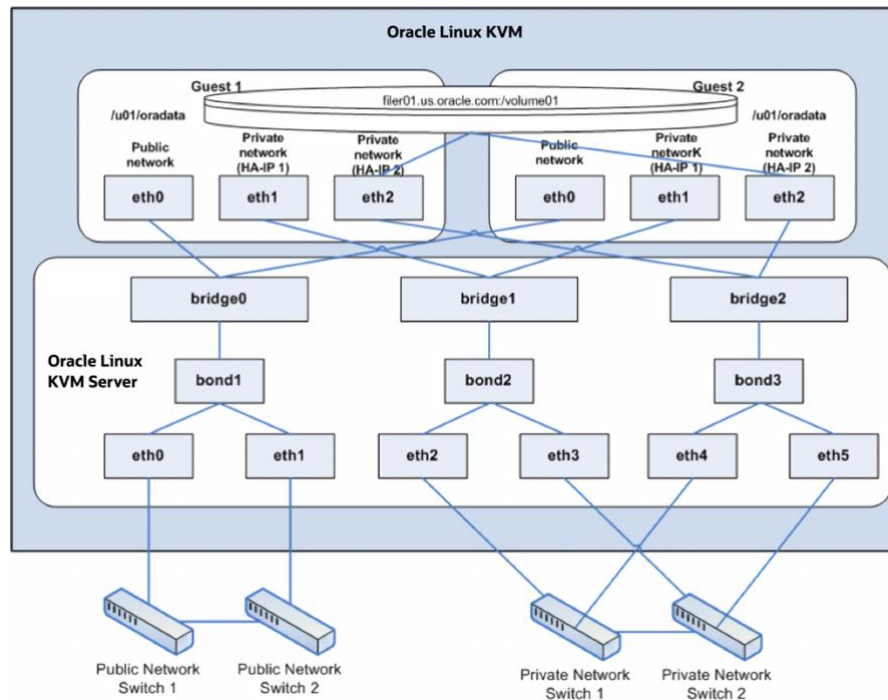 Oracle Linux KVM
Guest 1
Guest 2
filer01.us.oracle.com:/volume01
/u01/oradata
/u01/oradata
Public
network
Private
network
(HA-IP 1)
Private
network
(HA-IP 2)
Public
network
Private
networK
(HA-IP 1)
Private
network
(HA-IP 2)
eth0
eth1
eth2
eth0
eth1
eth2
bridge0
bridge1
bridge2
Oracle Linux
KVM Server
bond1
bond2
bond3
eth0
eth1
eth2
eth3
eth4
eth5
Public Network
Switch 1
Public Network
Switch 2
Private Network
Switch 1
Private Network
Switch 2